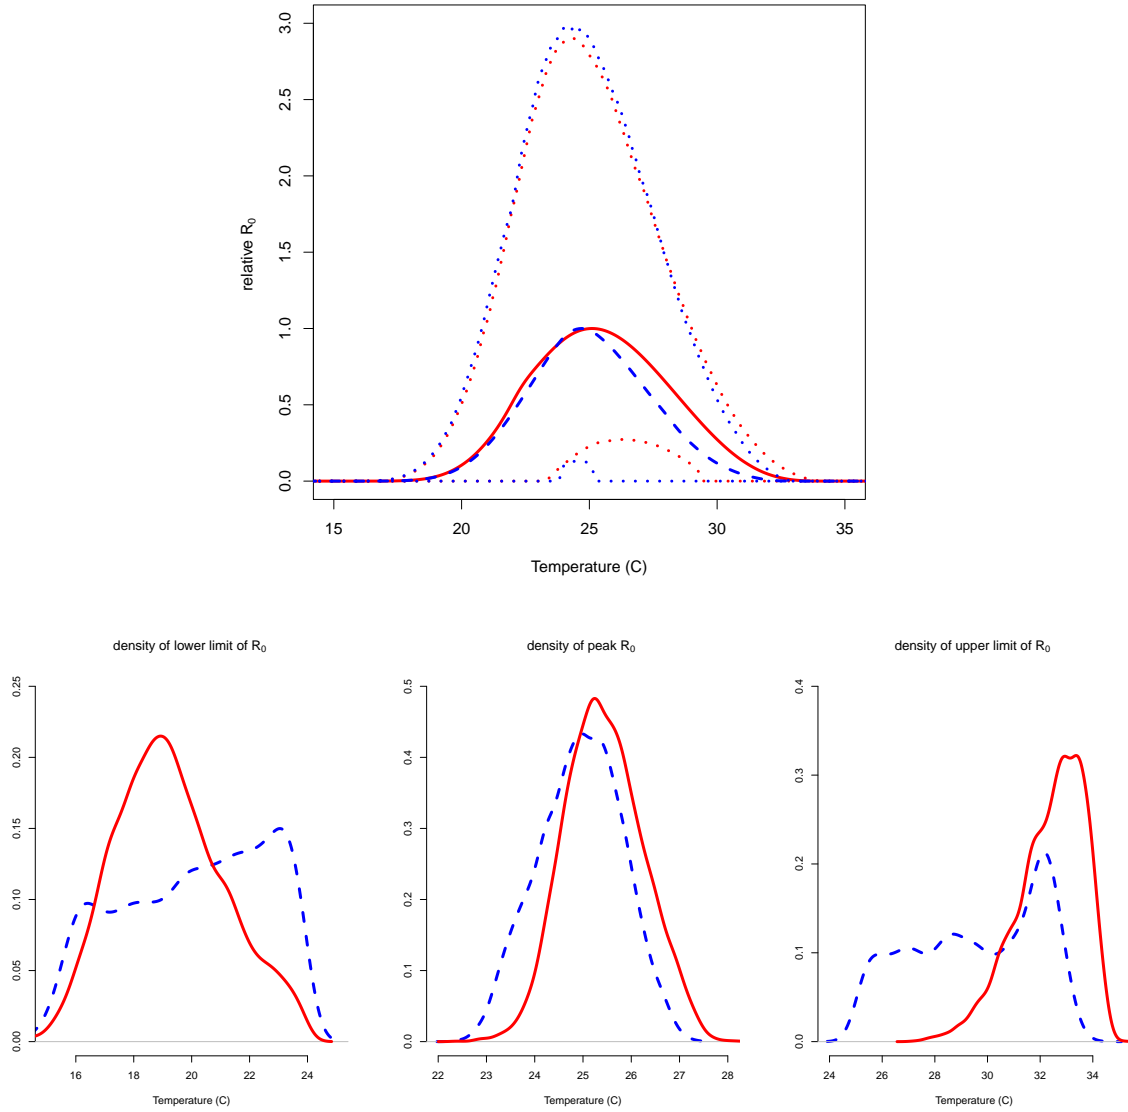 3.0
2.5
2.0
1.5
1.0
0.5
0.0
relative R₀
15 20 25 30 35
Temperature (C)
density of lower limit of R₀
0.25
0.20
0.15
0.10
0.05
0.00
16 18 20 22 24
Temperature (C)
density of peak R₀
0.5
0.4
0.3
0.2
0.1
0.0
22 23 24 25 26 27 28
Temperature (C)
density of upper limit of R₀
0.4
0.3
0.2
0.1
0.0
24 26 28 30 32 34
Temperature (C)